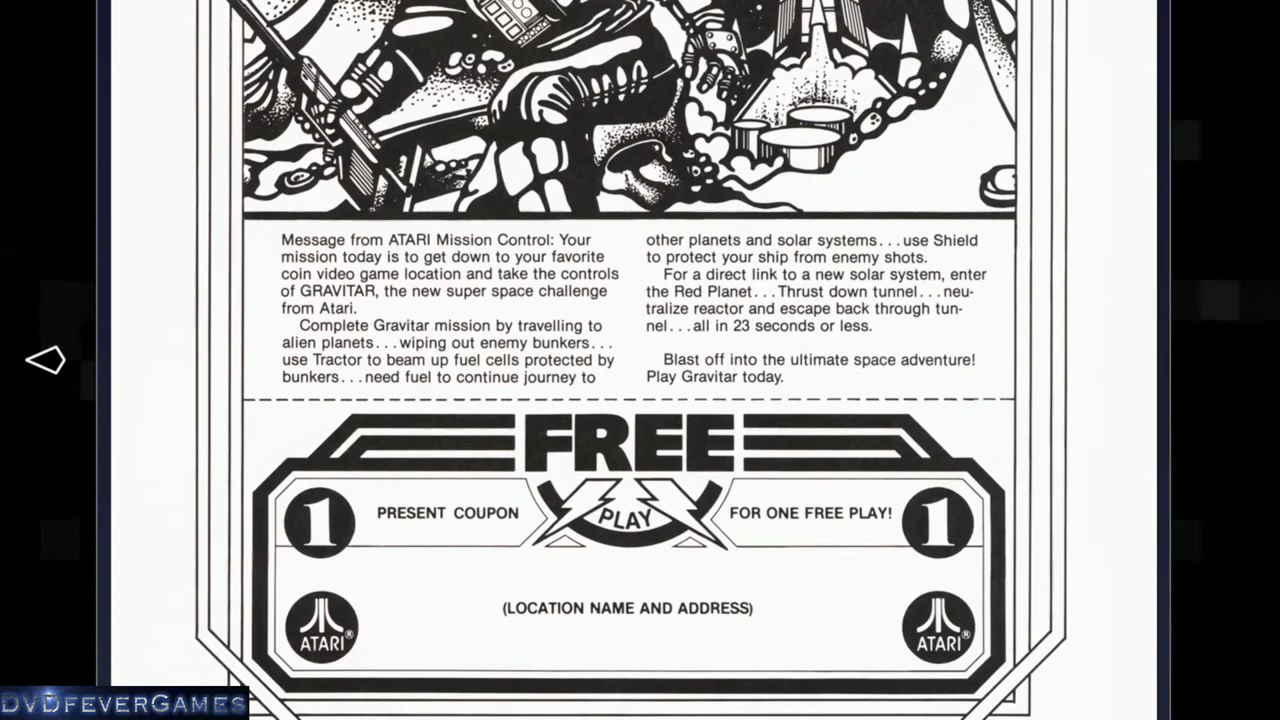 Message from ATARI Mission Control: Your
mission today is to get down to your favorite
coin video game location and take the controls
of GRAVITAR, the new super space challenge
from Atari.
Complete Gravitar mission by travelling to
alien planets...wiping out enemy bunkers...
use Tractor to beam up fuel cells protected by
bunkers...need fuel to continue journey to
other planets and solar systems...use Shield
to protect your ship from enemy shots.
For a direct link to a new solar system, enter
the Red Planet...Thrust down tunnel...neu-
tralize reactor and escape back through tun-
nel...all in 23 seconds or less.
Blast off into the ultimate space adventure!
Play Gravitar today.
FREE
PLAY
1
PRESENT COUPON
FOR ONE FREE PLAY!
1
(LOCATION NAME AND ADDRESS)
ATARI®
ATARI®
DVDFEVERGAMES